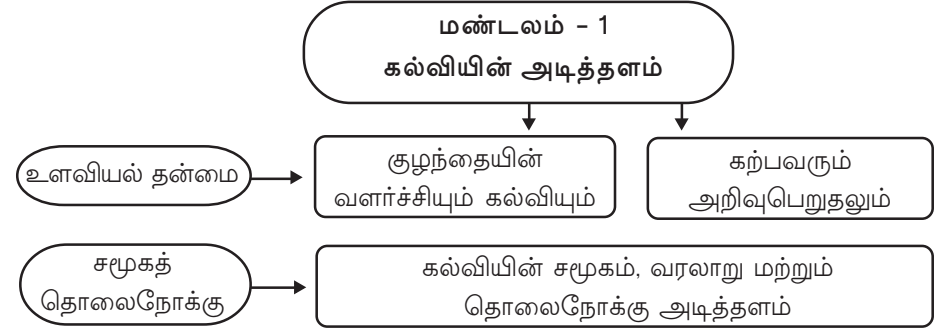 மண்டலம் - 1
கல்வியின் அடித்தளம்
உளவியல் தன்மை
குழந்தையின்
வளர்ச்சியும் கல்வியும்
கற்பவரும்
அறிவுபெறுதலும்
சமூகத்
தொலைநோக்கு
கல்வியின் சமூகம், வரலாறு மற்றும்
தொலைநோக்கு அடித்தளம்